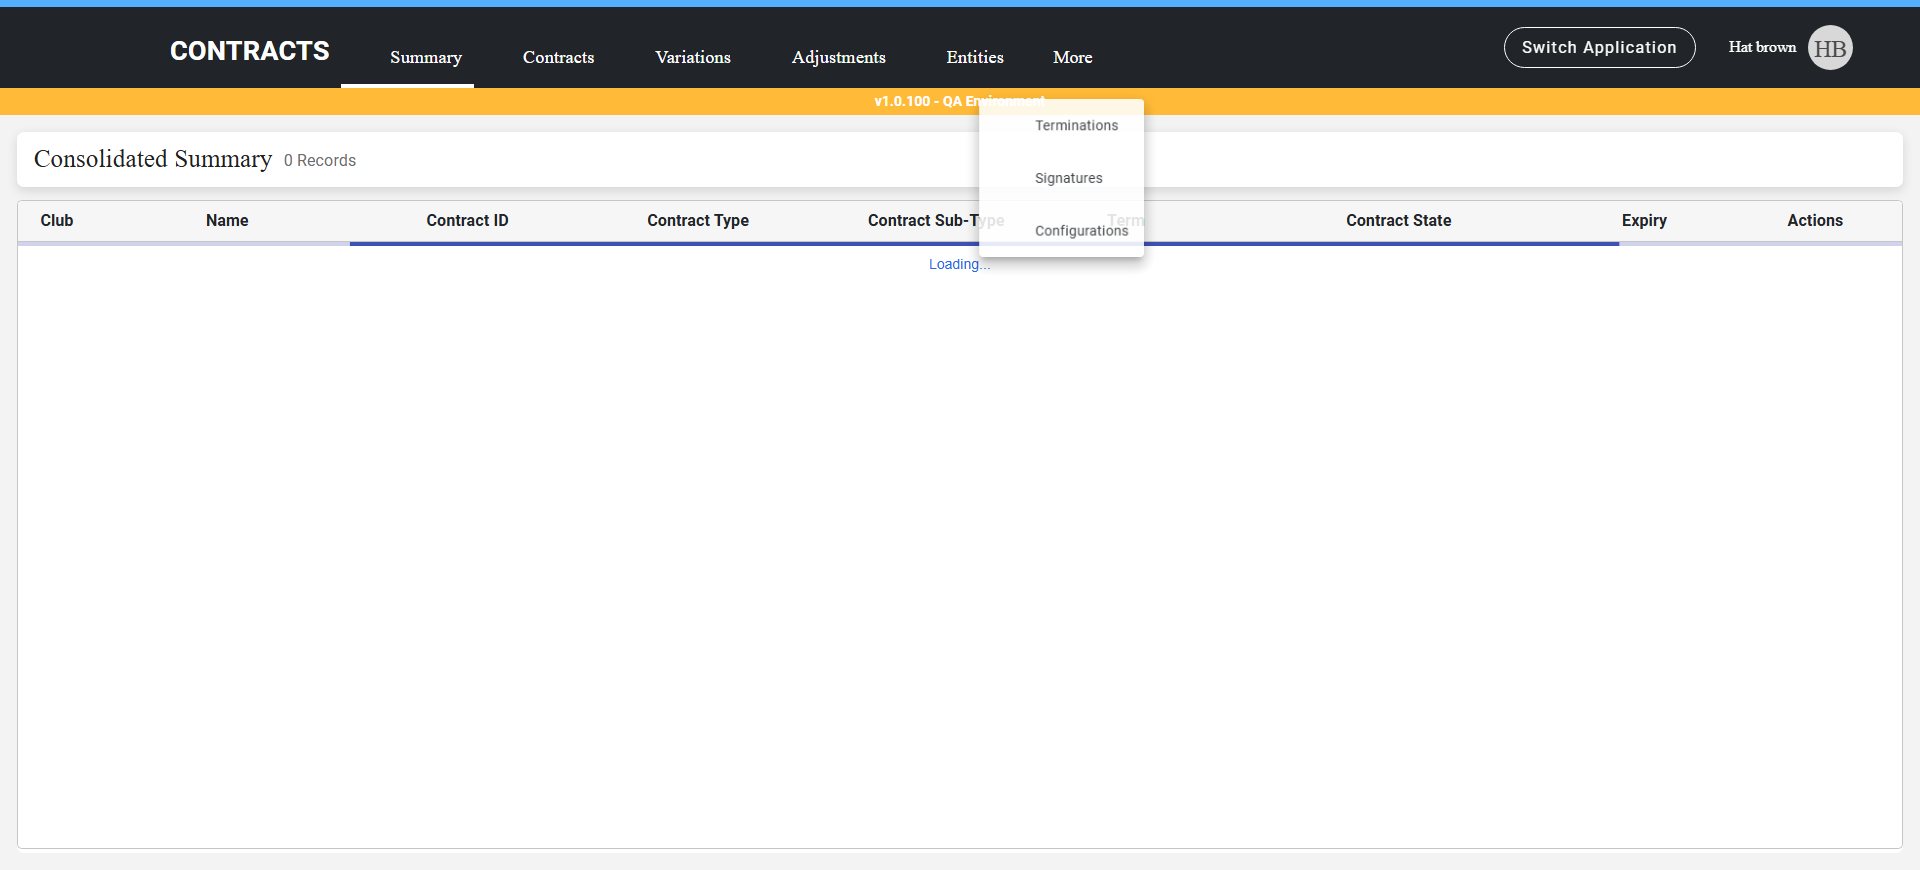 CONTRACTS Summary Contracts Variations Adjustments Entities More Switch Application Hat brown HB
v1.0.100 - QA Environment
Terminations
Consolidated Summary 0 Records
Signatures
Club Name Contract ID Contract Type Contract Sub-Type Term Contract State Expiry Actions
Configurations
Loading...